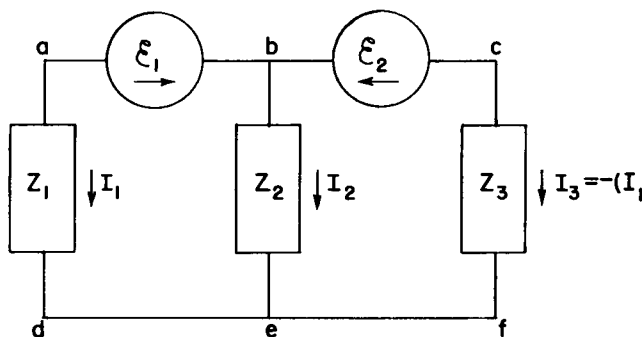 a b c
ℰ₁ ℰ₂
Z₁ I₁ Z₂ I₂ Z₃ I₃=-(I₁
d e f